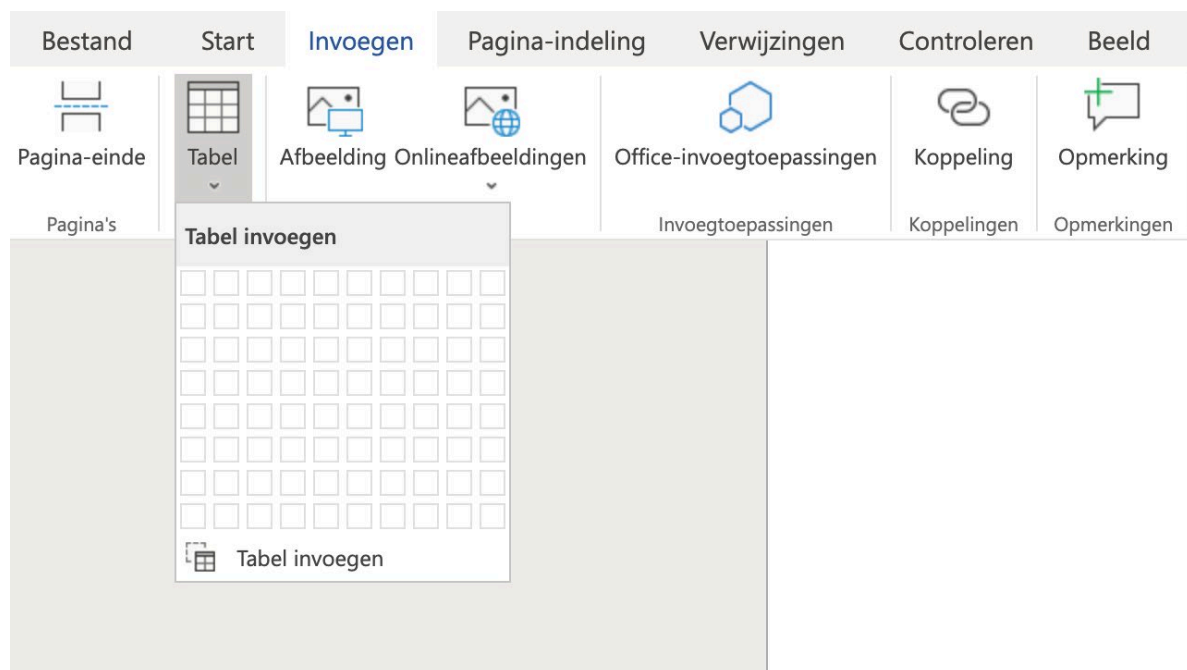 Bestand Start Invoegen Pagina-indeling Verwijzingen Controleren Beeld
Pagina-einde Tabel Afbeelding Onlineafbeeldingen Office-invoegtoepassingen Koppeling Opmerking
Pagina's Invoegtoepassingen Koppelingen Opmerkingen
Tabel invoegen
Tabel invoegen